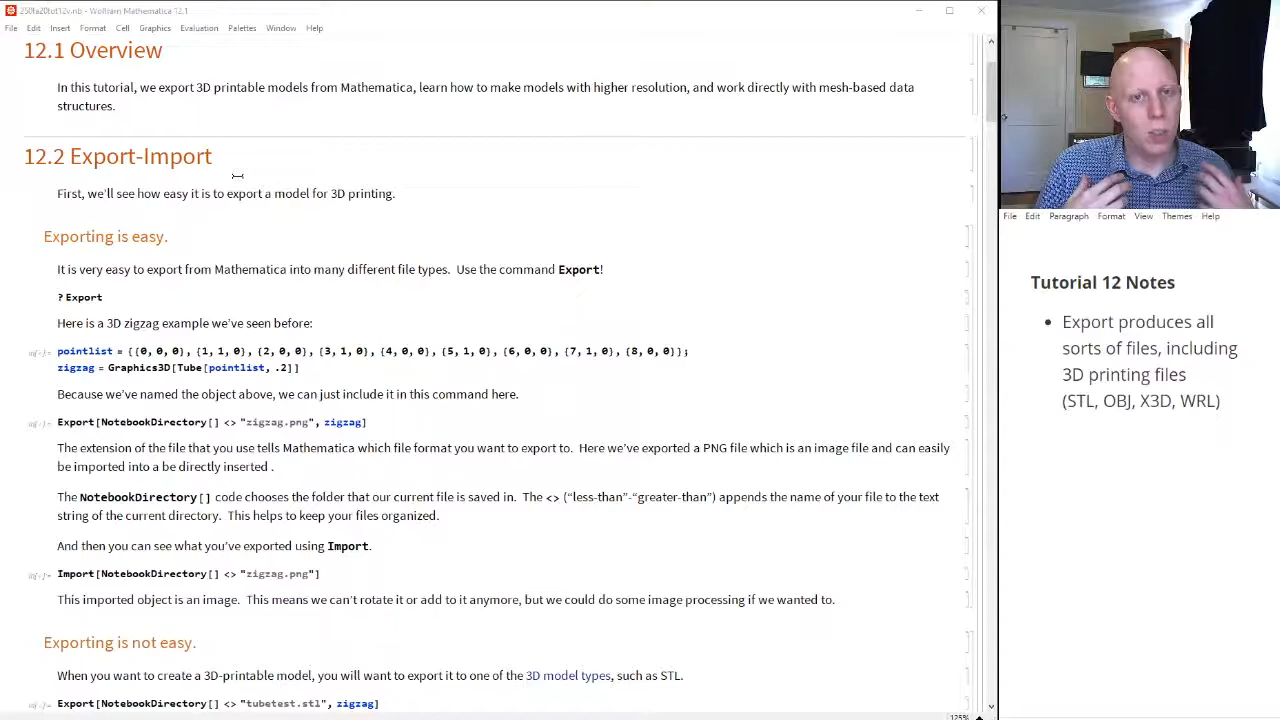 250fa20tut12v.nb - Wolfram Mathematica 12.1
File Edit Insert Format Cell Graphics Evaluation Palettes Window Help
12.1 Overview
In this tutorial, we export 3D printable models from Mathematica, learn how to make models with higher resolution, and work directly with mesh-based data
structures.
12.2 Export-Import
First, we'll see how easy it is to export a model for 3D printing.
Exporting is easy.
It is very easy to export from Mathematica into many different file types. Use the command Export!
? Export
Here is a 3D zigzag example we've seen before:
In[•]:= pointlist = {{0, 0, 0}, {1, 1, 0}, {2, 0, 0}, {3, 1, 0}, {4, 0, 0}, {5, 1, 0}, {6, 0, 0}, {7, 1, 0}, {8, 0, 0}};
zigzag = Graphics3D[Tube[pointlist, .2]]
Because we've named the object above, we can just include it in this command here.
In[•]:= Export[NotebookDirectory[] <> "zigzag.png", zigzag]
The extension of the file that you use tells Mathematica which file format you want to export to. Here we've exported a PNG file which is an image file and can easily
be imported into a be directly inserted .
The NotebookDirectory[] code chooses the folder that our current file is saved in. The <> ("less-than"-"greater-than") appends the name of your file to the text
string of the current directory. This helps to keep your files organized.
And then you can see what you've exported using Import.
In[•]:= Import[NotebookDirectory[] <> "zigzag.png"]
This imported object is an image. This means we can't rotate it or add to it anymore, but we could do some image processing if we wanted to.
Exporting is not easy.
When you want to create a 3D-printable model, you will want to export it to one of the 3D model types, such as STL.
In[•]:= Export[NotebookDirectory[] <> "tubetest.stl", zigzag]
125%
File Edit Paragraph Format View Themes Help
Tutorial 12 Notes
• Export produces all
sorts of files, including
3D printing files
(STL, OBJ, X3D, WRL)